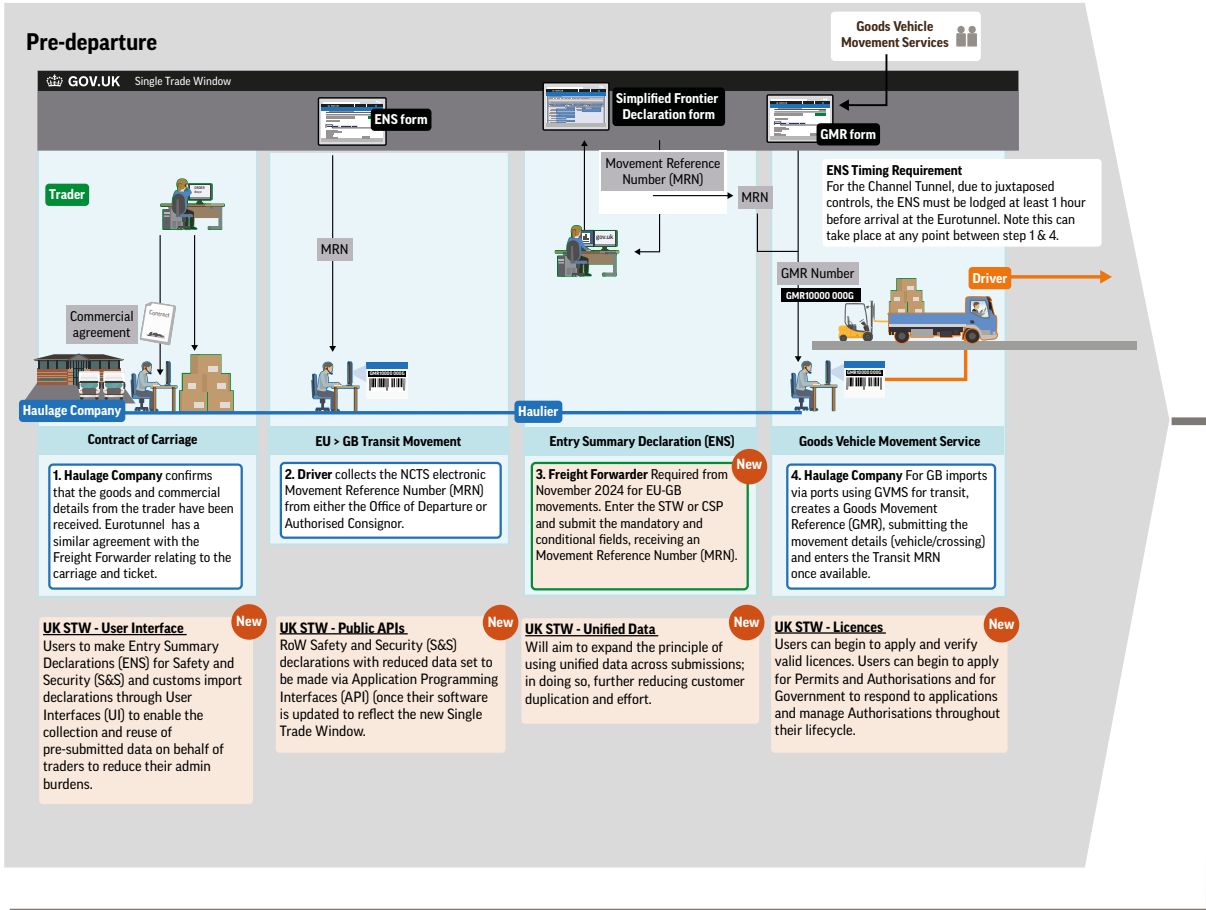 Pre-departure
Goods Vehicle
Movement Services
GOV.UK Single Trade Window
ENS form
Simplified Frontier
Declaration form
GMR form
Trader
Movement Reference
Number (MRN)
MRN
MRN
ENS Timing Requirement
For the Channel Tunnel, due to juxtaposed
controls, the ENS must be lodged at least 1 hour
before arrival at the Eurotunnel. Note this can
take place at any point between step 1 & 4.
gov.uk
GMR Number
GMR10000 000G
Driver
Commercial
agreement
Contract
GMR10000 000G
GMR10000 000G
Haulage Company
Haulier
Contract of Carriage
1. Haulage Company confirms
that the goods and commercial
details from the trader have been
received. Eurotunnel has a
similar agreement with the
Freight Forwarder relating to the
carriage and ticket.
EU > GB Transit Movement
2. Driver collects the NCTS electronic
Movement Reference Number (MRN)
from either the Office of Departure or
Authorised Consignor.
Entry Summary Declaration (ENS)
New
3. Freight Forwarder Required from
November 2024 for EU-GB
movements. Enter the STW or CSP
and submit the mandatory and
conditional fields, receiving an
Movement Reference Number (MRN).
Goods Vehicle Movement Service
4. Haulage Company For GB imports
via ports using GVMS for transit,
creates a Goods Movement
Reference (GMR), submitting the
movement details (vehicle/crossing)
and enters the Transit MRN
once available.
New
UK STW - User Interface
Users to make Entry Summary
Declarations (ENS) for Safety and
Security (S&S) and customs import
declarations through User
Interfaces (UI) to enable the
collection and reuse of
pre-submitted data on behalf of
traders to reduce their admin
burdens.
New
UK STW - Public APIs
RoW Safety and Security (S&S)
declarations with reduced data set to
be made via Application Programming
Interfaces (API) (once their software
is updated to reflect the new Single
Trade Window.
New
UK STW - Unified Data
Will aim to expand the principle of
using unified data across submissions;
in doing so, further reducing customer
duplication and effort.
New
UK STW - Licences
Users can begin to apply and verify
valid licences. Users can begin to apply
for Permits and Authorisations and for
Government to respond to applications
and manage Authorisations throughout
their lifecycle.